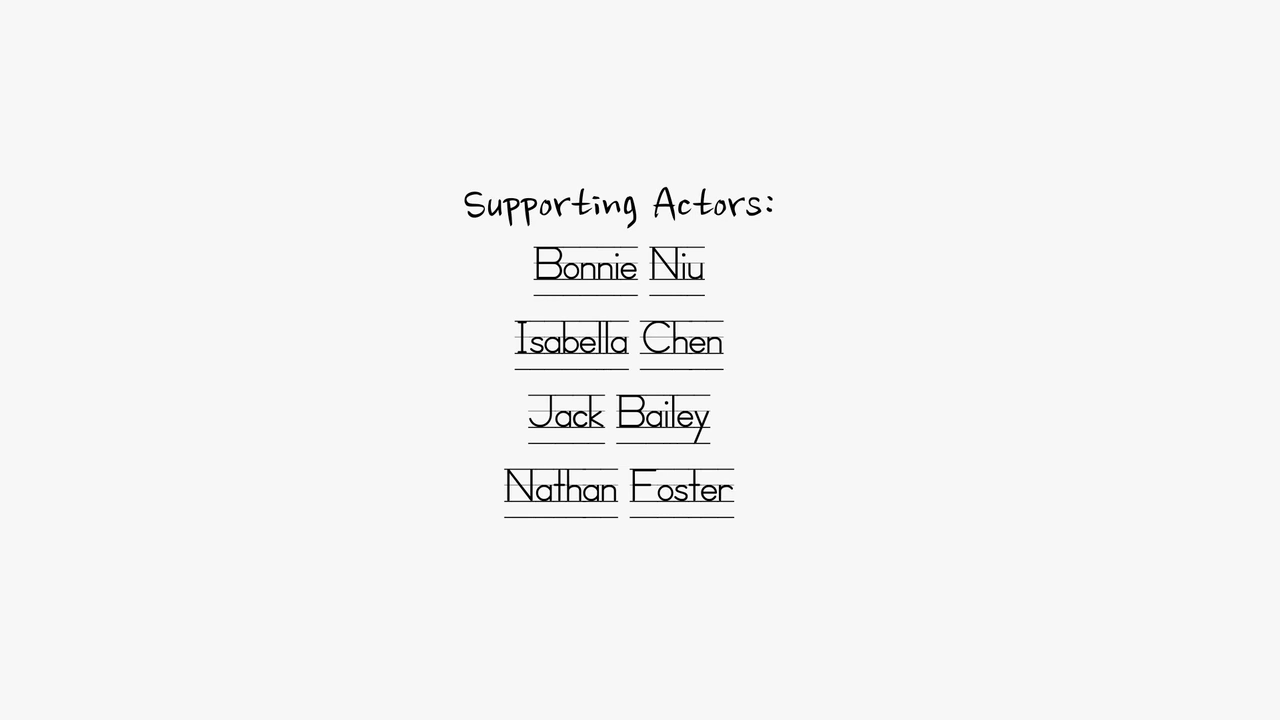 Supporting Actors:
Bonnie Niu
Isabella Chen
Jack Bailey
Nathan Foster